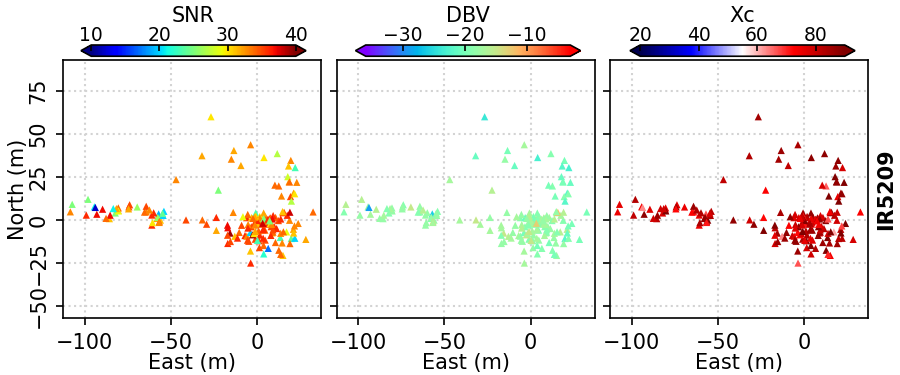 SNR DBV Xc
10 20 30 40 −30 −20 −10 20 40 60 80
North (m)
75
50
25
0
−25
−50
−100 −50 0 −100 −50 0 −100 −50 0
East (m) East (m) East (m)
IR5209